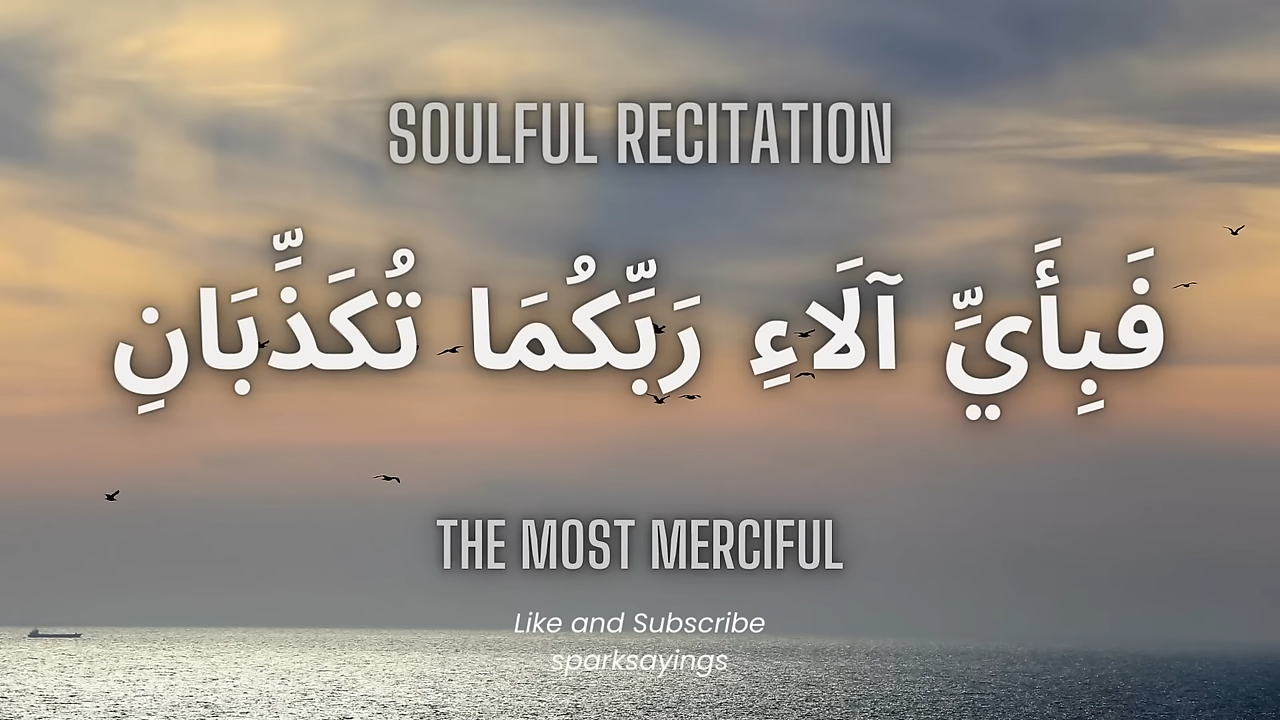 SOULFUL RECITATION
فَبِأَيِّ آلَاءِ رَبِّكُمَا تُكَذِّبَانِ
THE MOST MERCIFUL
Like and Subscribe
sparksayings